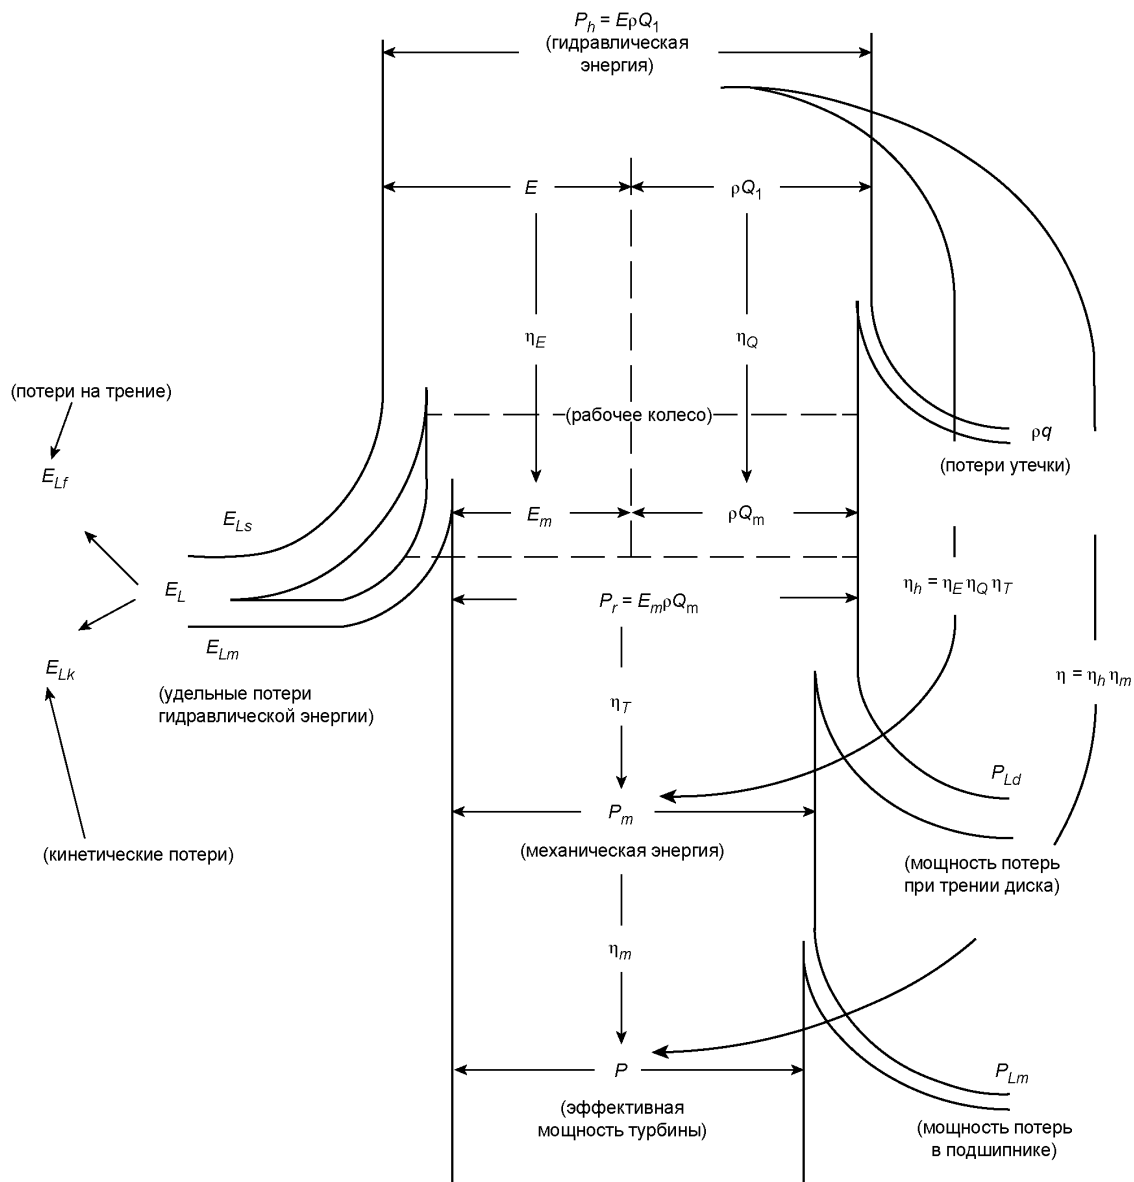 P_h = EρQ_1
(гидравлическая
энергия)
E
ρQ_1
η_E
η_Q
(потери на трение)
(рабочее колесо)
ρq
(потери утечки)
E_Lf
E_Ls
E_m
ρQ_m
E_L
η_h = η_E η_Q η_T
P_r = E_mρQ_m
E_Lm
E_Lk
η = η_h η_m
(удельные потери
гидравлической энергии)
η_T
P_Ld
P_m
(кинетические потери)
(механическая энергия)
(мощность потерь
при трении диска)
η_m
P
P_Lm
(эффективная
мощность турбины)
(мощность потерь
в подшипнике)